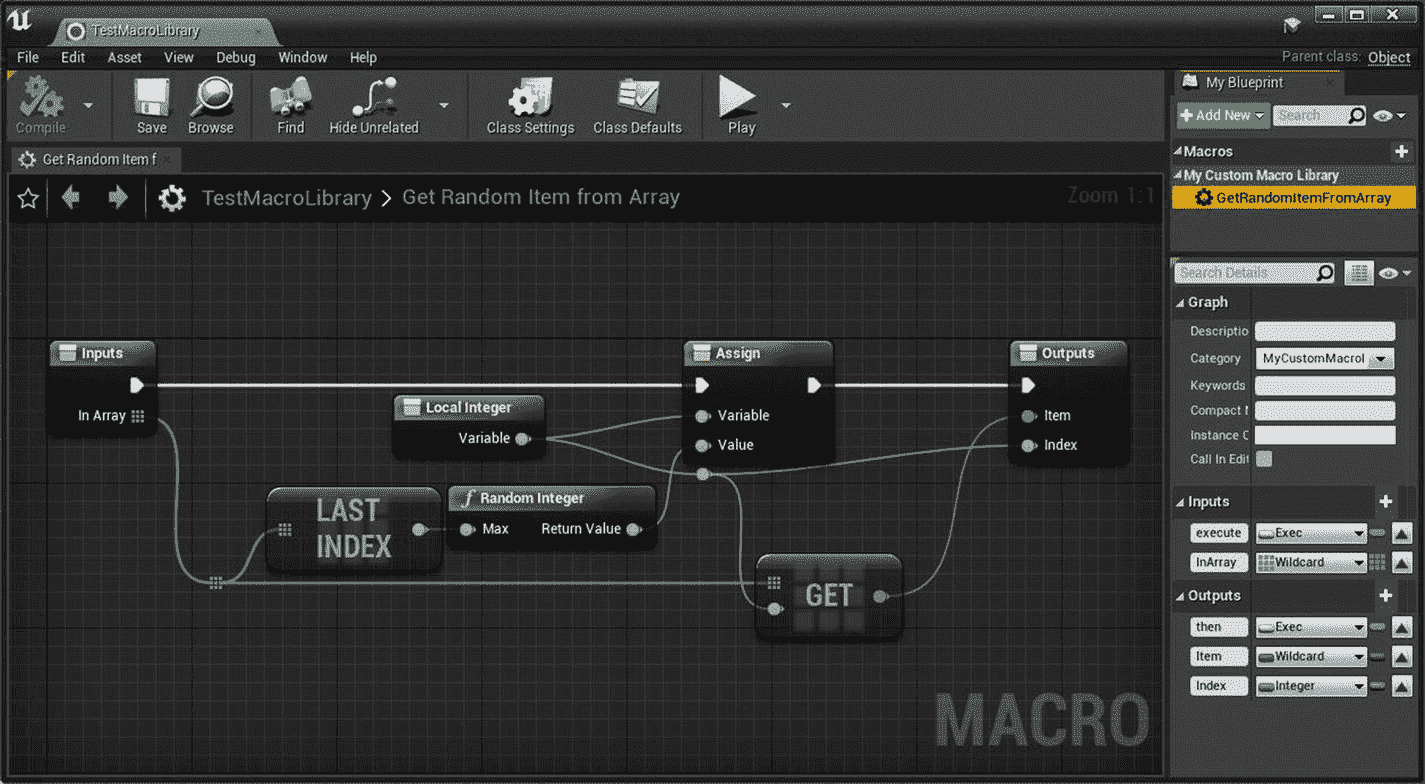 TestMacroLibrary
File Edit Asset View Debug Window Help
Parent class: Object
Compile
Save
Browse
Find
Hide Unrelated
Class Settings
Class Defaults
Play
Get Random Item f
TestMacroLibrary > Get Random Item from Array
Zoom 1:1
Inputs
In Array
Local Integer
Variable
Assign
Variable
Value
Outputs
Item
Index
LAST
INDEX
Random Integer
Max Return Value
GET
MACRO
My Blueprint
Add New Search
Macros
My Custom Macro Library
GetRandomItemFromArray
Search Details
Graph
Descriptio
Category MyCustomMacrol
Keywords
Compact N
Instance C
Call In Edit
Inputs
execute Exec
InArray Wildcard
Outputs
then Exec
Item Wildcard
Index Integer